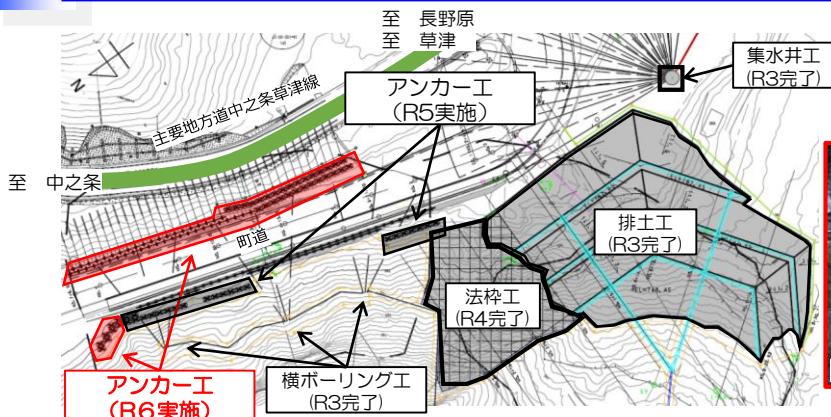 至　長野原
至　草津
集水井工
(R3完了)
アンカー工
(R5実施)
主要地方道中之条草津線
N
至　中之条
排土工
(R3完了)
町道
法枠工
(R4完了)
アンカー工
(R6実施)
横ボーリング工
(R3完了)